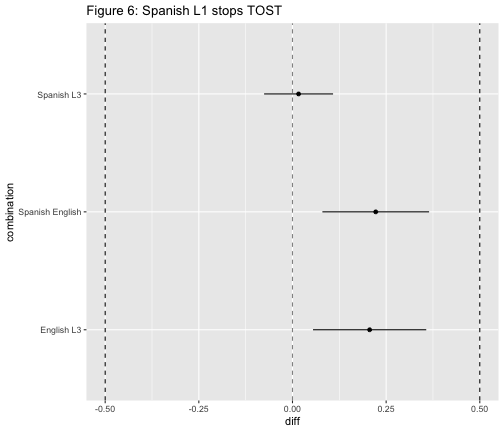 Figure 6: Spanish L1 stops TOST
Spanish L3
Spanish English
English L3
combination
-0.50 -0.25 0.00 0.25 0.50
diff